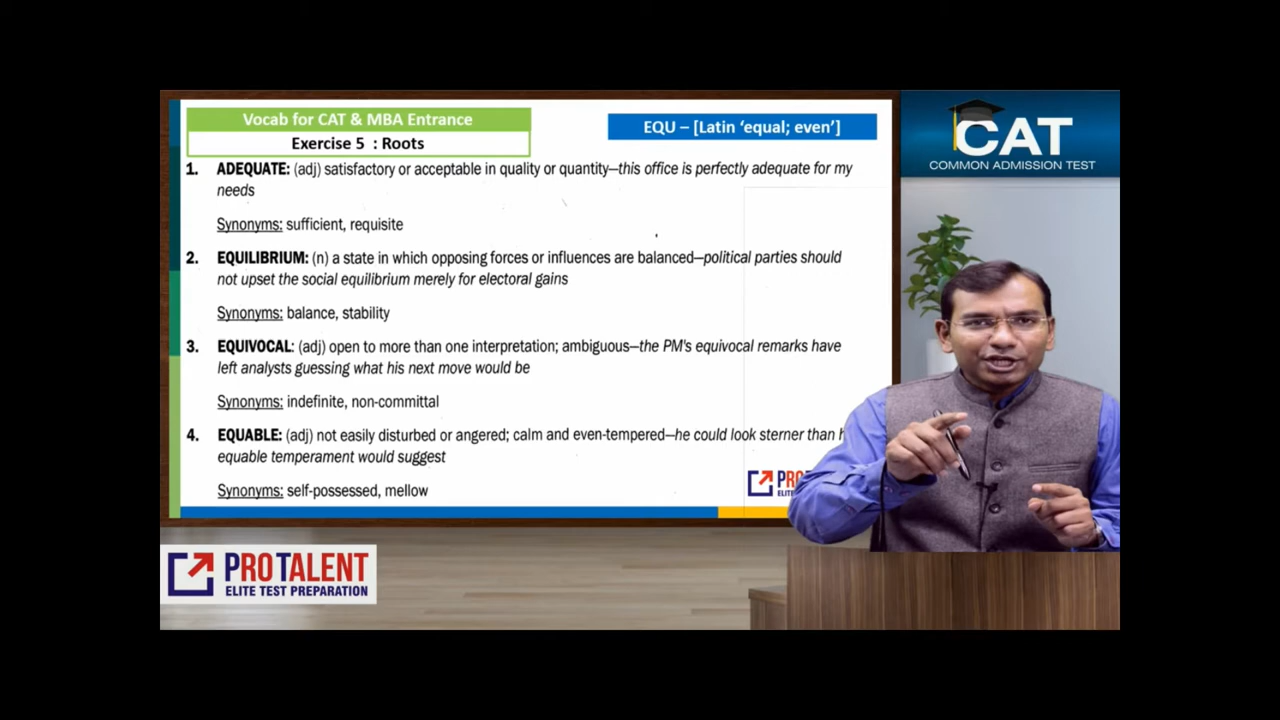 Vocab for CAT & MBA Entrance
Exercise 5 : Roots
EQU – [Latin ‘equal; even’]
CAT
COMMON ADMISSION TEST
1. ADEQUATE: (adj) satisfactory or acceptable in quality or quantity—this office is perfectly adequate for my
needs
Synonyms: sufficient, requisite
2. EQUILIBRIUM: (n) a state in which opposing forces or influences are balanced—political parties should
not upset the social equilibrium merely for electoral gains
Synonyms: balance, stability
3. EQUIVOCAL: (adj) open to more than one interpretation; ambiguous—the PM's equivocal remarks have
left analysts guessing what his next move would be
Synonyms: indefinite, non-committal
4. EQUABLE: (adj) not easily disturbed or angered; calm and even-tempered—he could look sterner than
equable temperament would suggest
Synonyms: self-possessed, mellow
PROTALENT
ELITE TEST PREPARATION